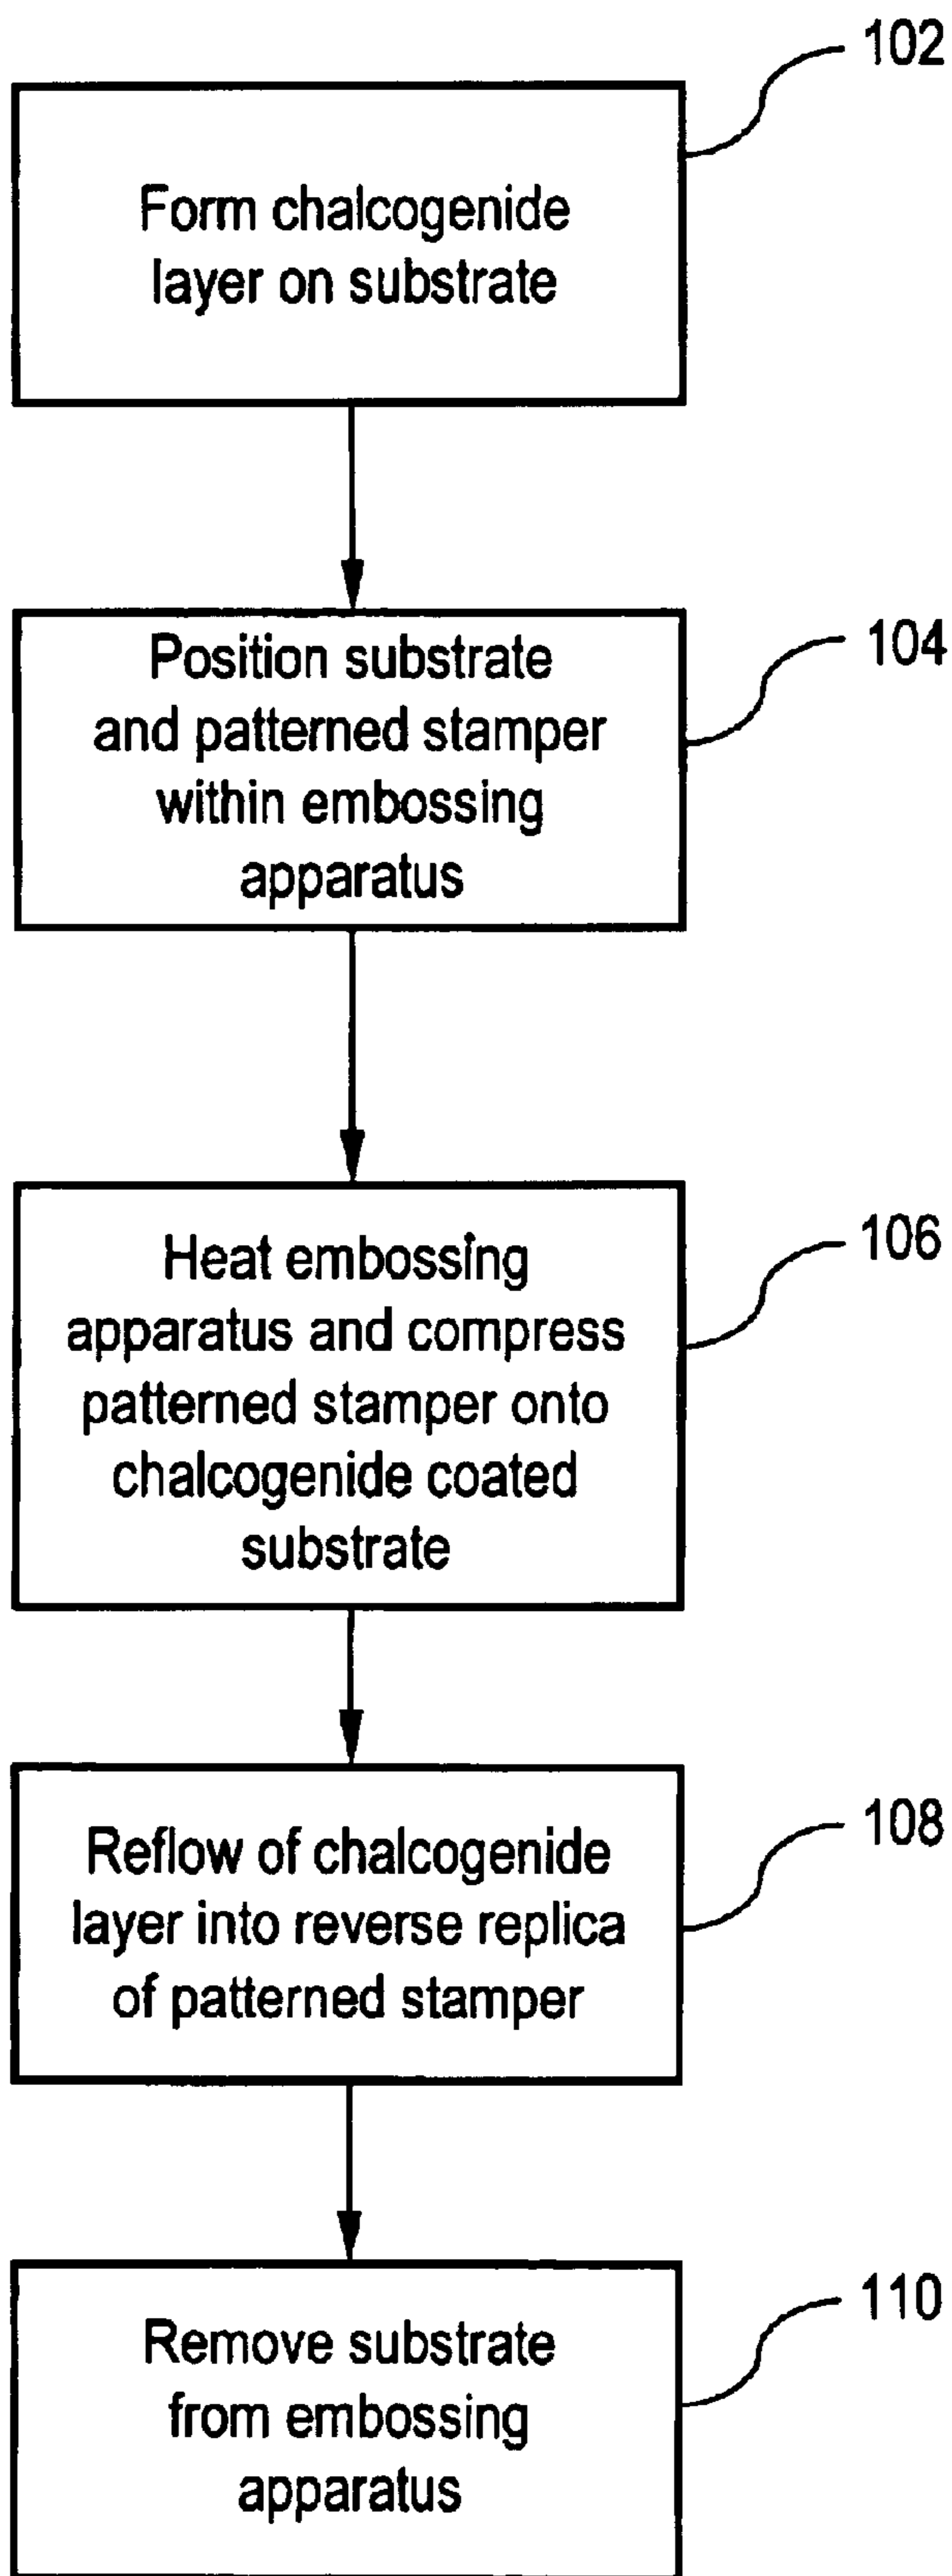 102
Form chalcogenide
layer on substrate
104
Position substrate
and patterned stamper
within embossing
apparatus
106
Heat embossing
apparatus and compress
patterned stamper onto
chalcogenide coated
substrate
108
Reflow of chalcogenide
layer into reverse replica
of patterned stamper
110
Remove substrate
from embossing
apparatus